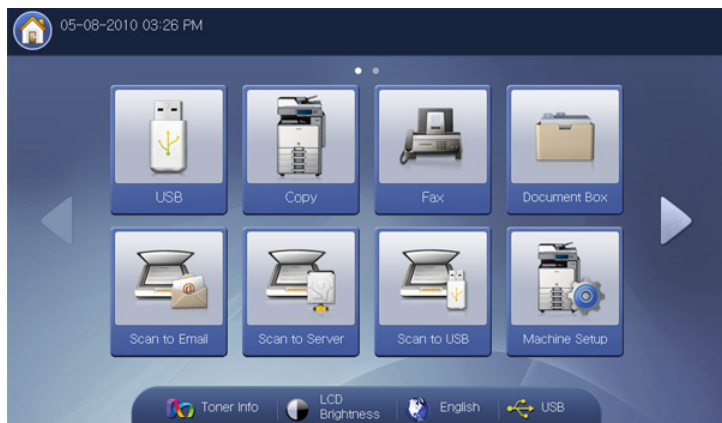 05-08-2010 03:26 PM
USB
Copy
Fax
Document Box
Scan to Email
Scan to Server
Scan to USB
Machine Setup
Toner Info
LCD
Brightness
English
USB